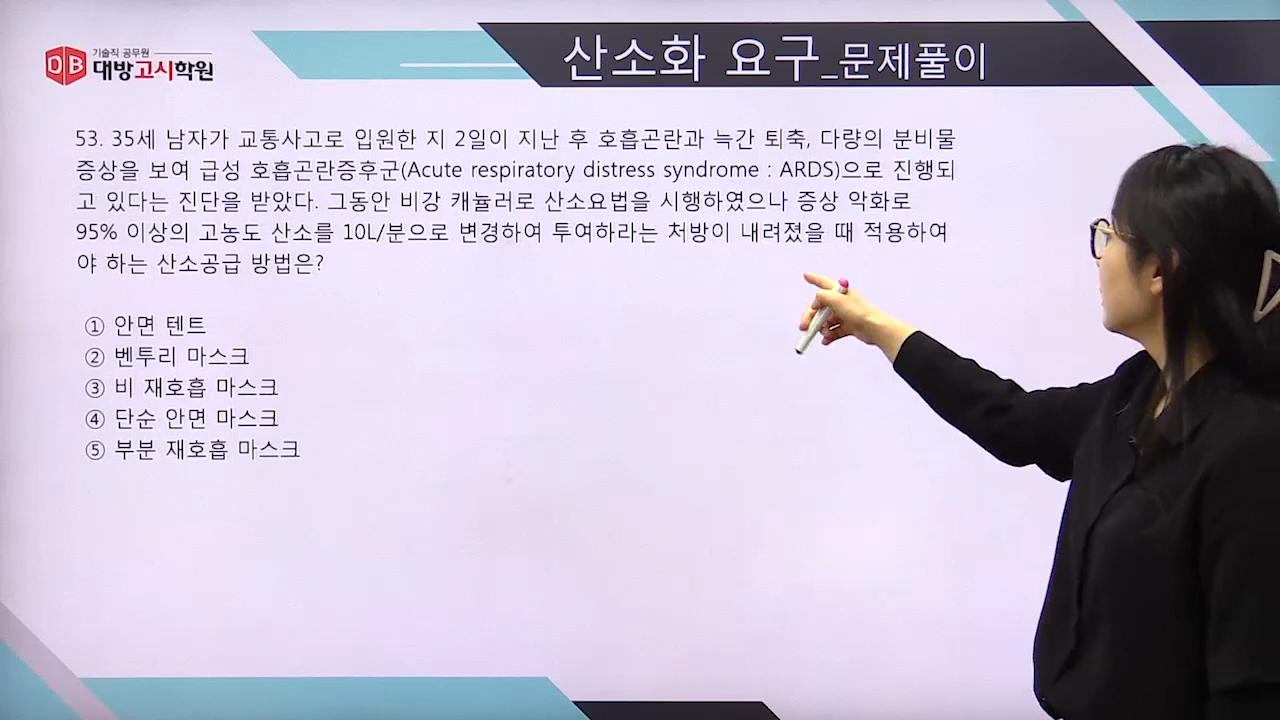 기술직 공무원
DB 대방고시학원
산소화 요구_문제풀이
53. 35세 남자가 교통사고로 입원한 지 2일이 지난 후 호흡곤란과 늑간 퇴축, 다량의 분비물
증상을 보여 급성 호흡곤란증후군(Acute respiratory distress syndrome : ARDS)으로 진행되
고 있다는 진단을 받았다. 그동안 비강 캐뉼러로 산소요법을 시행하였으나 증상 악화로
95% 이상의 고농도 산소를 10L/분으로 변경하여 투여하라는 처방이 내려졌을 때 적용하여
야 하는 산소공급 방법은?
① 안면 텐트
② 벤투리 마스크
③ 비 재호흡 마스크
④ 단순 안면 마스크
⑤ 부분 재호흡 마스크